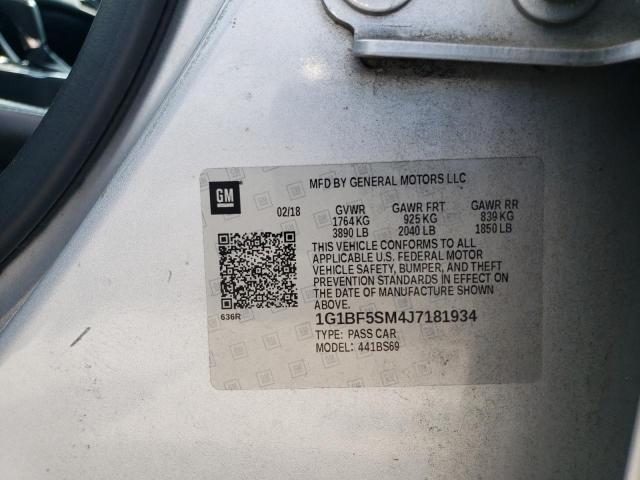 MFD BY GENERAL MOTORS LLC
GM
02/18 GVWR GAWR FRT GAWR RR
1764 KG 925 KG 839 KG
3890 LB 2040 LB 1850 LB
THIS VEHICLE CONFORMS TO ALL
APPLICABLE U.S. FEDERAL MOTOR
VEHICLE SAFETY, BUMPER, AND THEFT
PREVENTION STANDARDS IN EFFECT ON
THE DATE OF MANUFACTURE SHOWN
ABOVE.
636R
1G1BF5SM4J7181934
TYPE: PASS CAR
MODEL: 441BS69